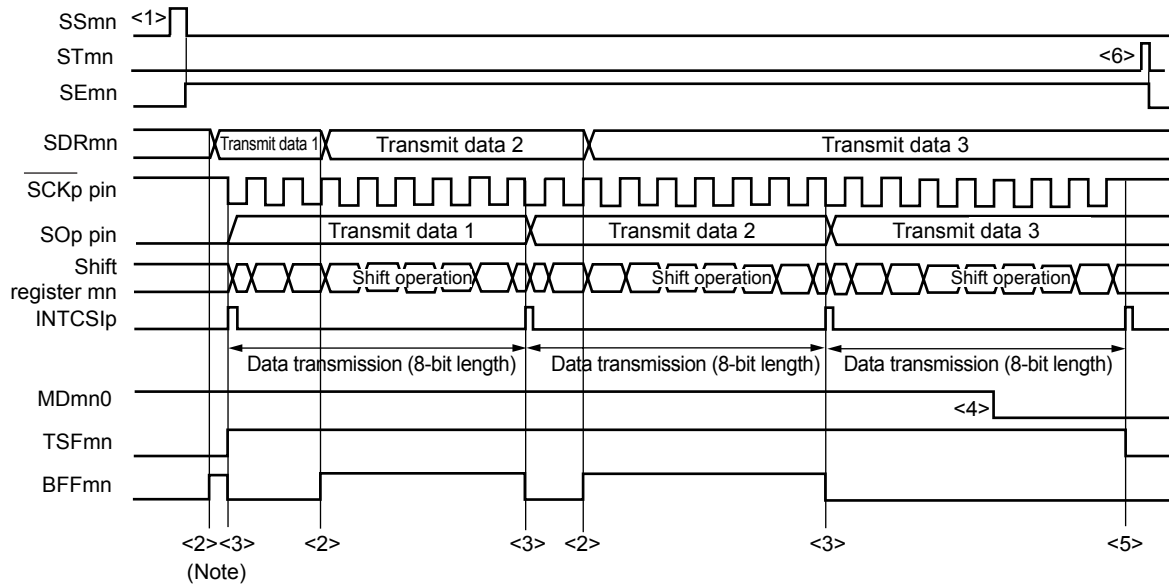 SSmn <1>
STmn <6>
SEmn
SDRmn Transmit data 1 Transmit data 2 Transmit data 3
SCKp pin
SOp pin Transmit data 1 Transmit data 2 Transmit data 3
Shift register mn Shift operation Shift operation Shift operation
INTCSIp
Data transmission (8-bit length) Data transmission (8-bit length) Data transmission (8-bit length)
MDmn0 <4>
TSFmn
BFFmn
<2> <3> <2> <3> <2> <3> <5>
(Note)